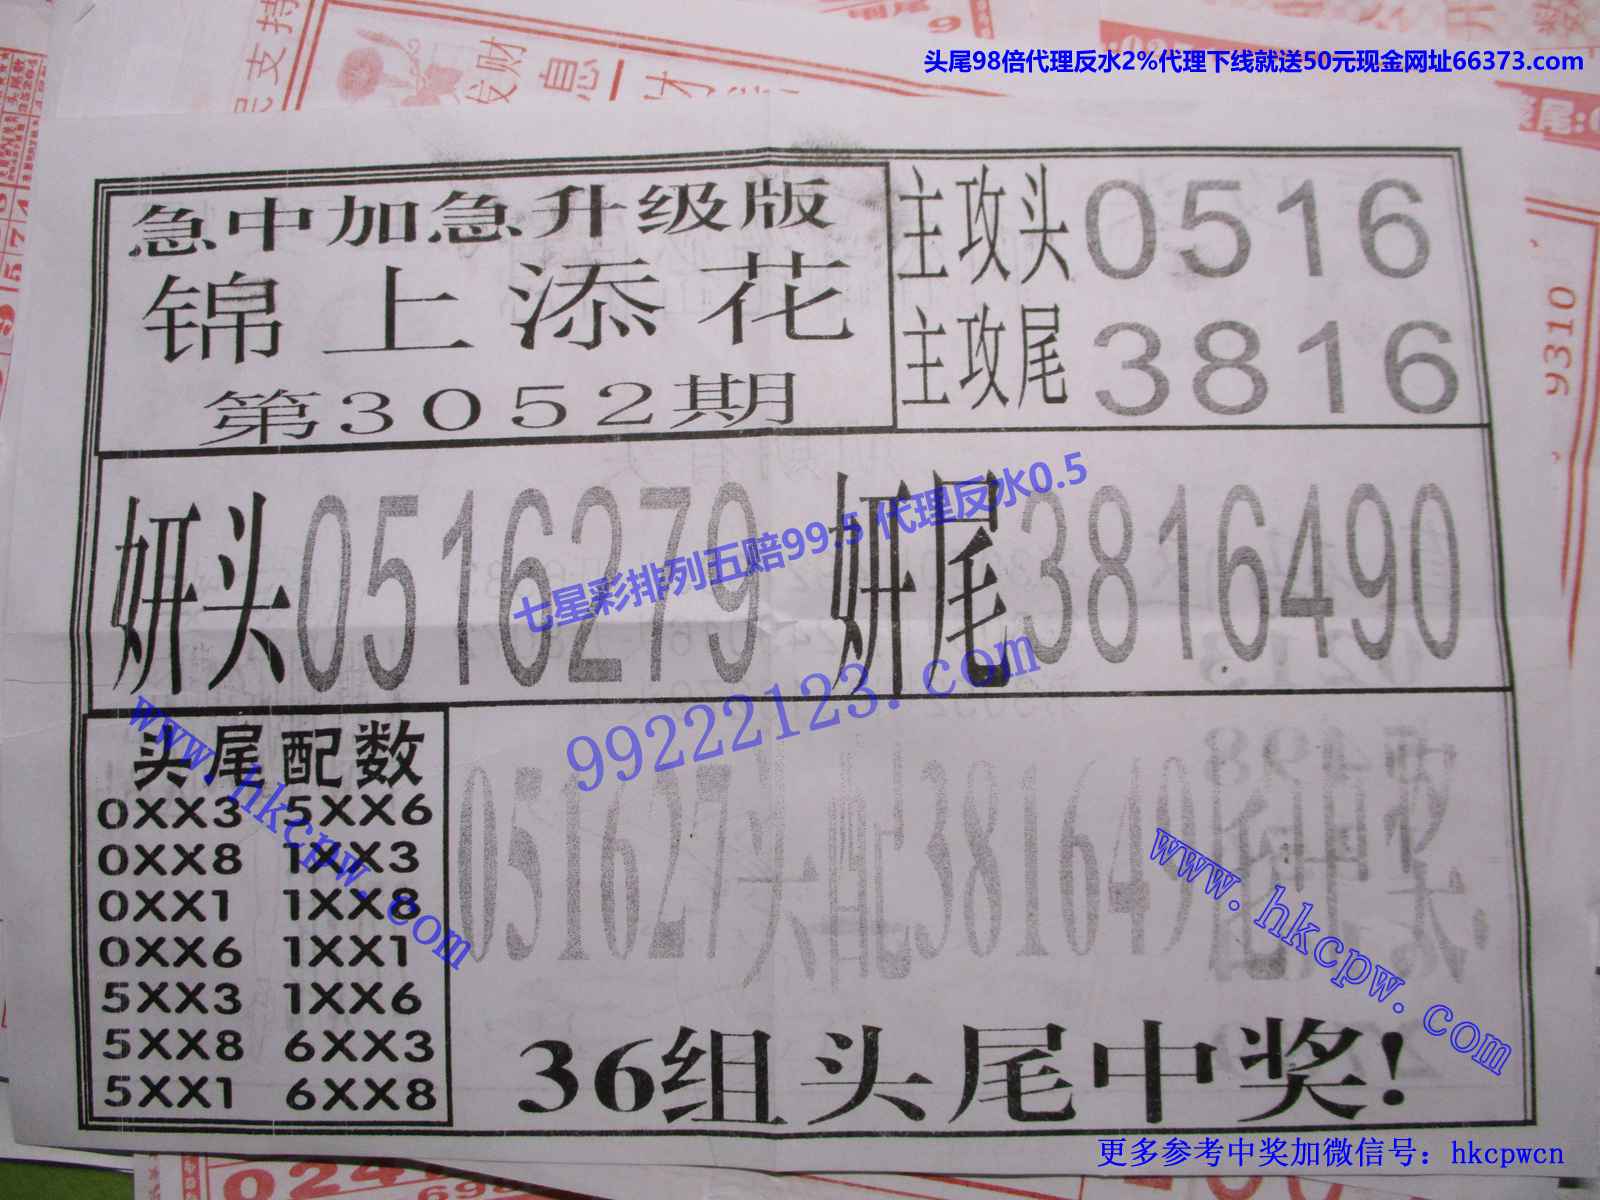 头尾98倍代理反水2%代理下线就送50元现金网址66373.com
发财
息
急中加急升级版
锦上添花
第3052期
主攻头0516
主攻尾3816
9310
妍头0516279 妍尾3816490
七星彩排列五赔99.5 代理反水0.5
99222123.com
www.hkcpw.com
头尾配数
0XX3 5XX6
0XX8 1XX3
0XX1 1XX8
0XX6 1XX1
5XX3 1XX6
5XX8 6XX3
5XX1 6XX8
051627头配381649尾
www.hkcpw.com
36组头尾中奖!
更多参考中奖加微信号：hkcpwcn